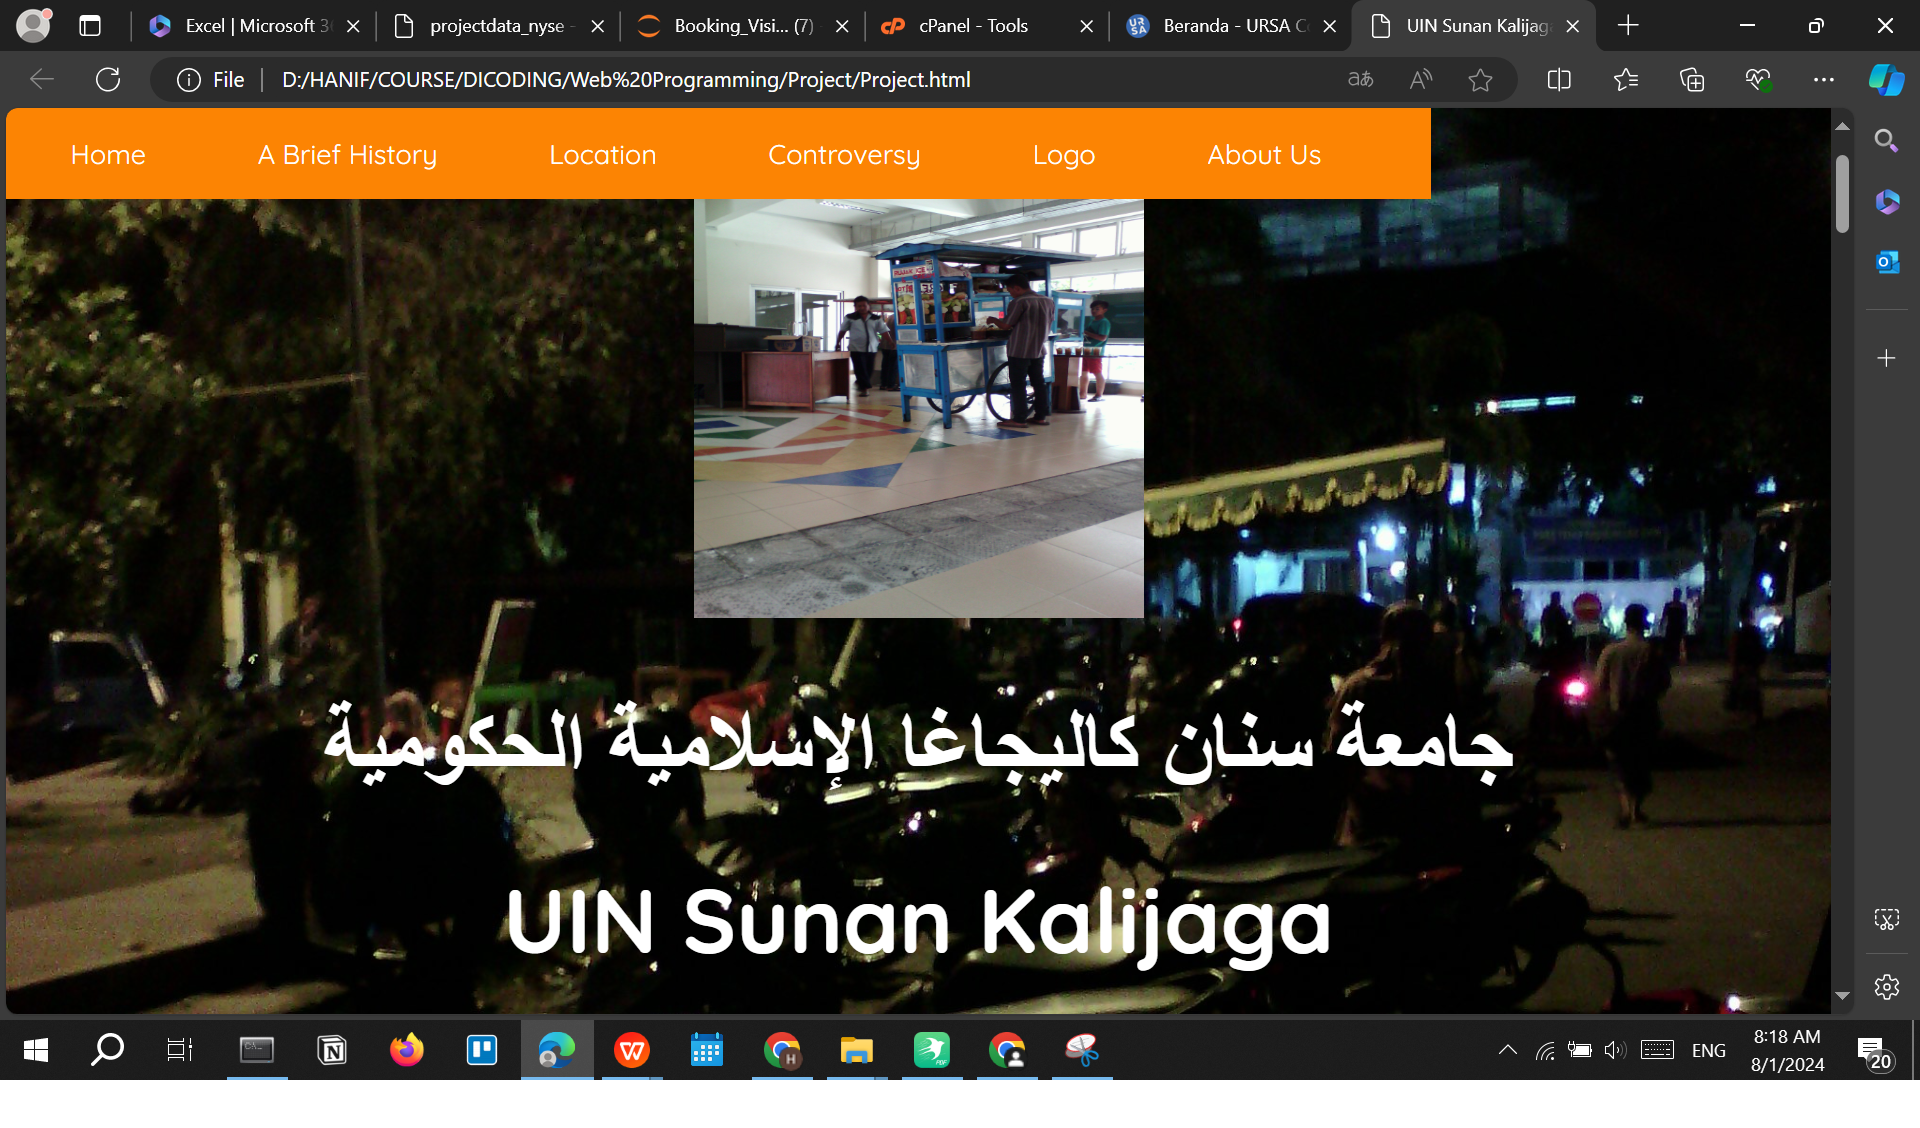 Excel | Microsoft 3
projectdata_nyse -
Booking_Visi... (7)
cPanel - Tools
Beranda - URSA C
UIN Sunan Kalijag
File
D:/HANIF/COURSE/DICODING/Web%20Programming/Project/Project.html
Home
A Brief History
Location
Controversy
Logo
About Us
جامعة سنان كاليجاغا الإسلامية الحكومية
UIN Sunan Kalijaga
ENG
8:18 AM
8/1/2024
20